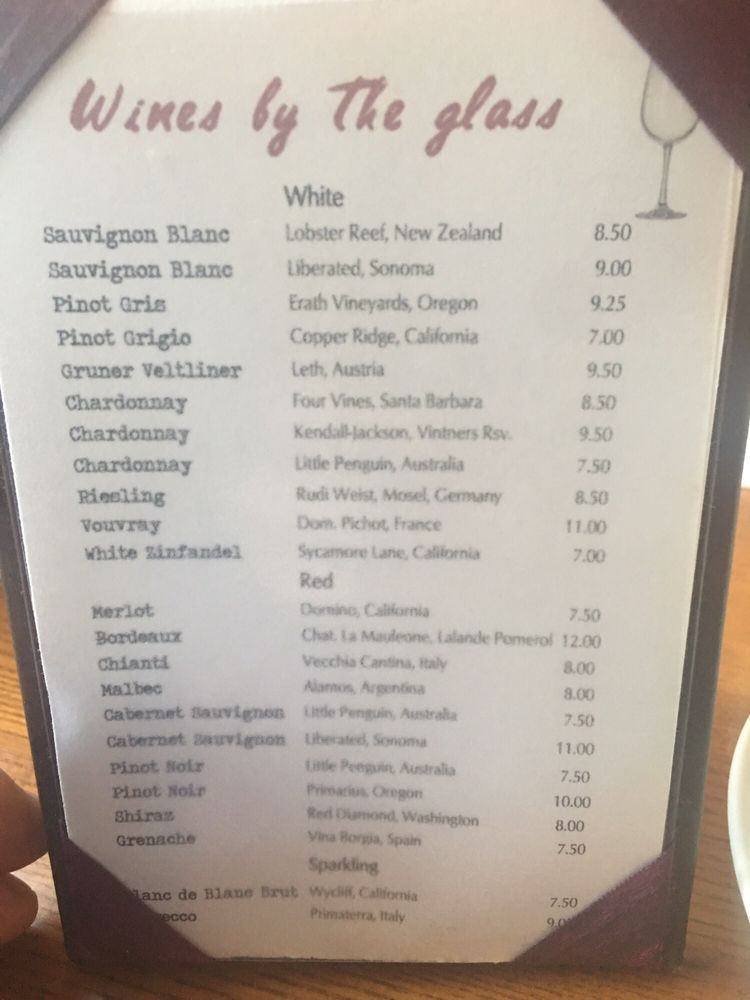 Wines by The glass
White
Sauvignon Blanc Lobster Reef, New Zealand 8.50
Sauvignon Blanc Liberated, Sonoma 9.00
Pinot Gris Erath Vineyards, Oregon 9.25
Pinot Grigio Copper Ridge, California 7.00
Gruner Veltliner Leth, Austria 9.50
Chardonnay Four Vines, Santa Barbara 8.50
Chardonnay Kendall-Jackson, Vintners Rsv. 9.50
Chardonnay Little Penguin, Australia 7.50
Riesling Rudi Weist, Mosel, Germany 8.50
Vouvray Dom. Pichot, France 11.00
White Zinfandel Sycamore Lane, California 7.00
Red
Merlot Domino, California 7.50
Bordeaux Chat. La Mauleone, Lalande Pomerol 12.00
Chianti Vecchia Cantina, Italy 8.00
Malbec Alamos, Argentina 8.00
Cabernet Sauvignon Little Penguin, Australia 7.50
Cabernet Sauvignon Liberated, Sonoma 11.00
Pinot Noir Little Penguin, Australia 7.50
Pinot Noir Primarius, Oregon 10.00
Shiraz Red Diamond, Washington 8.00
Grenache Vina Borgia, Spain 7.50
Sparkling
lanc de Blanc Brut Wycliff, California 7.50
ecco Primaterra, Italy 9.0